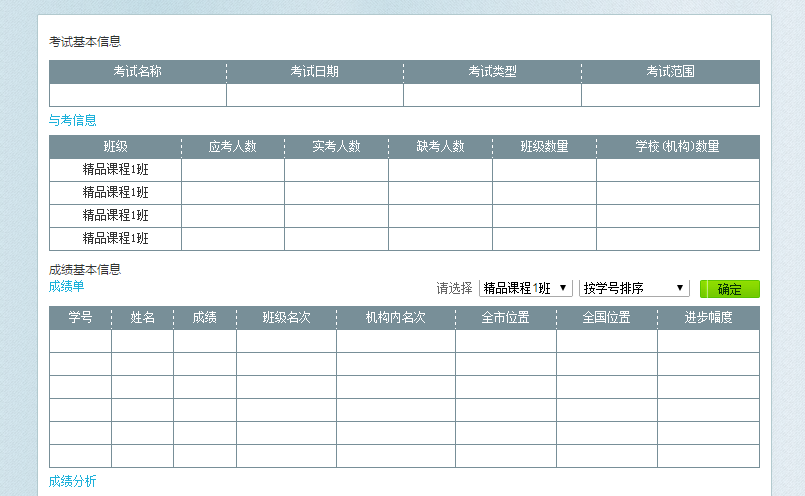 考试基本信息
考试名称 考试日期 考试类型 考试范围
与考信息
班级 应考人数 实考人数 缺考人数 班级数量 学校(机构)数量
精品课程1班
精品课程1班
精品课程1班
精品课程1班
成绩基本信息
成绩单 请选择 精品课程1班 按学号排序 确定
学号 姓名 成绩 班级名次 机构内名次 全市位置 全国位置 进步幅度
成绩分析